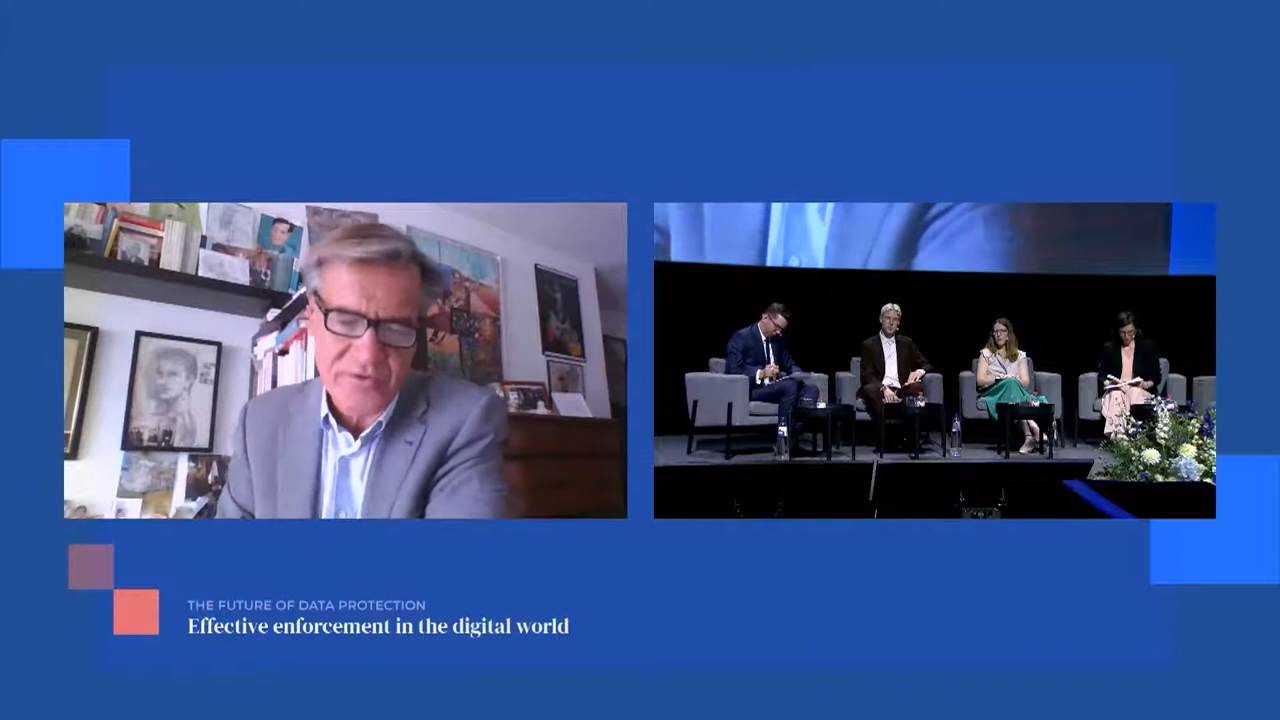 THE FUTURE OF DATA PROTECTION
Effective enforcement in the digital world